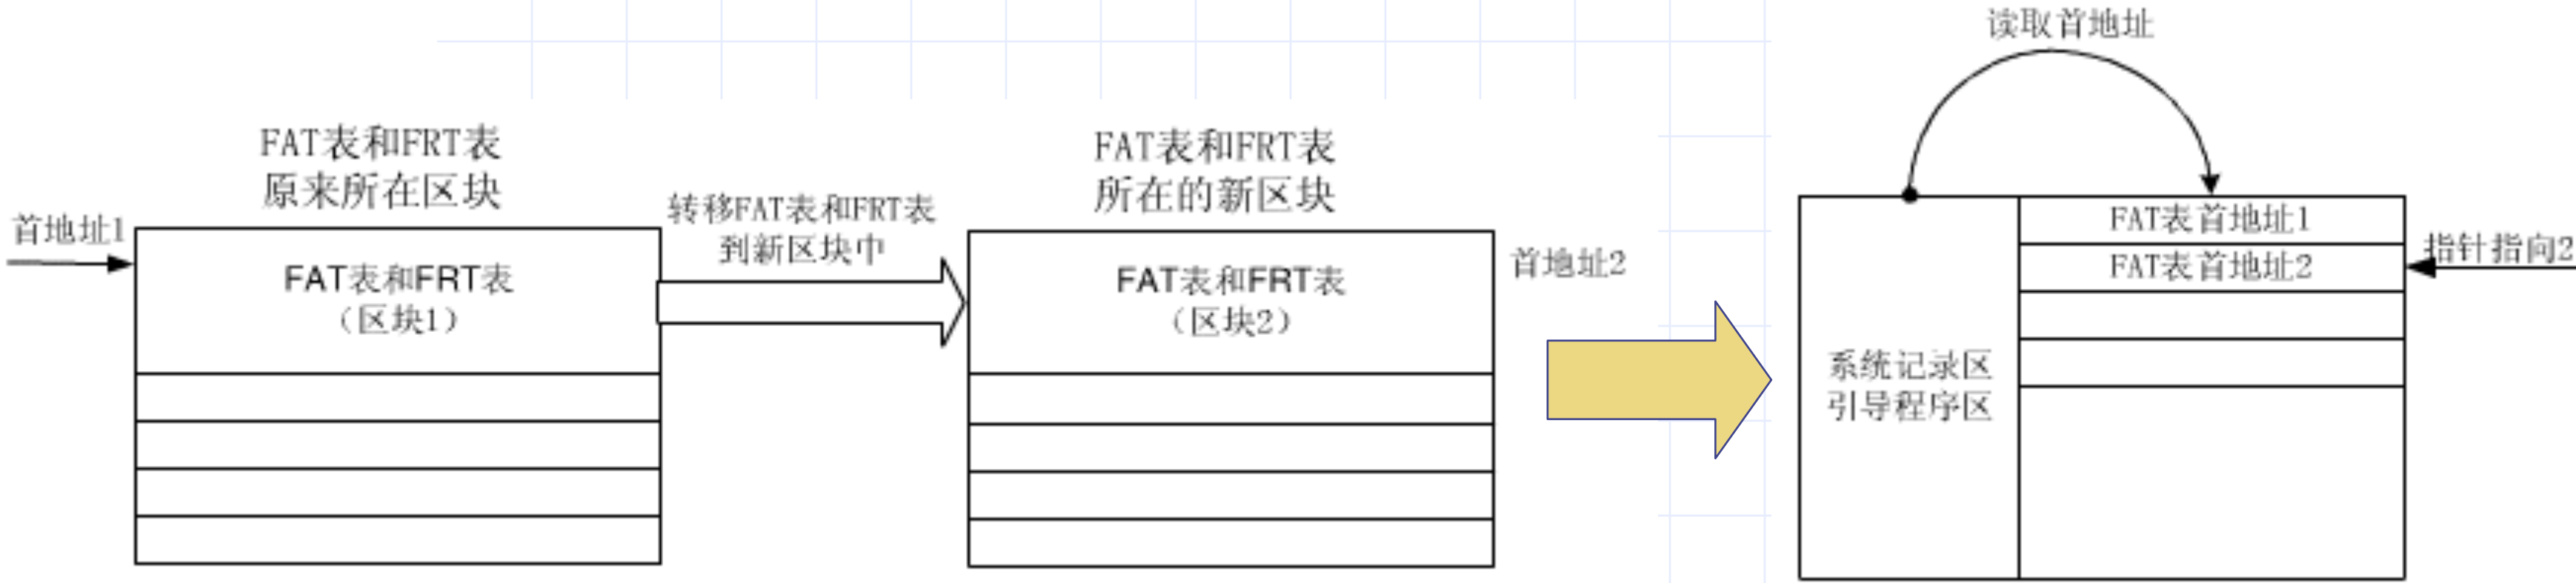 FAT表和FRT表
原来所在区块
首地址1
FAT表和FRT表
（区块1）
转移FAT表和FRT表
到新区块中
FAT表和FRT表
所在的新区块
FAT表和FRT表
（区块2）
首地址2
读取首地址
系统记录区
引导程序区
FAT表首地址1
FAT表首地址2
指针指向2